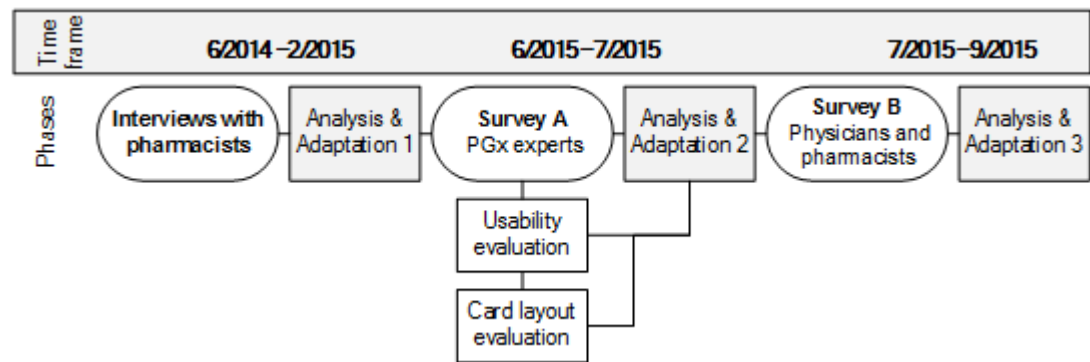 Time
frame
6/2014–2/2015
6/2015–7/2015
7/2015–9/2015
Phases
Interviews with
pharmacists
Analysis &
Adaptation 1
Survey A
PGx experts
Analysis &
Adaptation 2
Survey B
Physicians and
pharmacists
Analysis &
Adaptation 3
Usability
evaluation
Card layout
evaluation